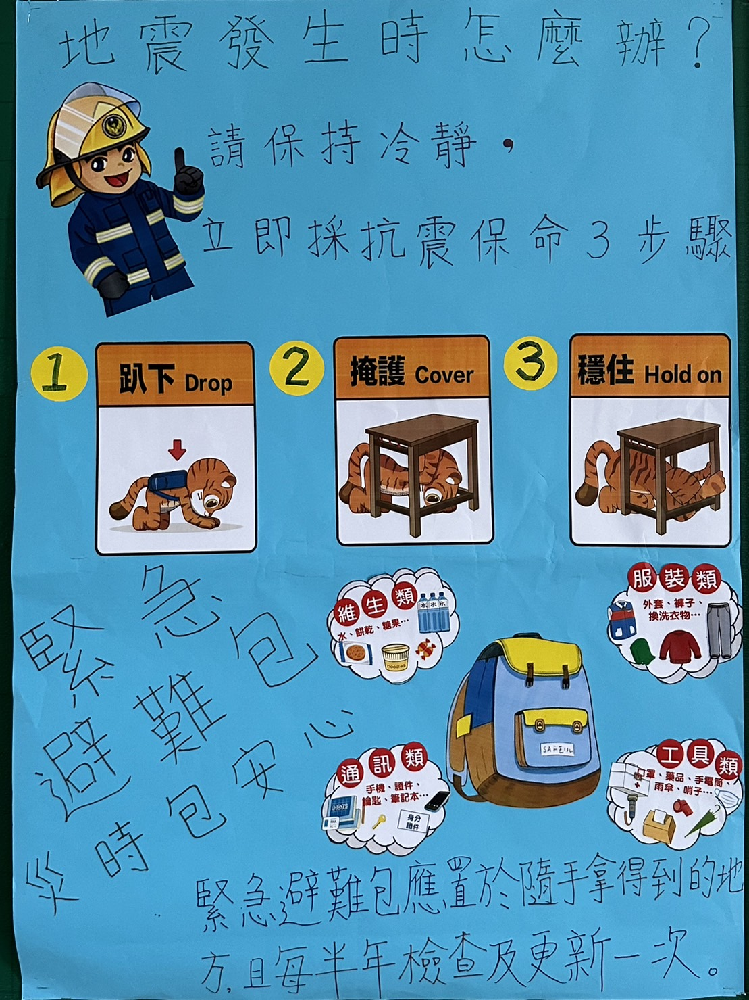 地震發生時怎麼辦?
請保持冷靜，
立即採抗震保命3步驟
1
趴下 Drop
2
掩護 Cover
3
穩住 Hold on
緊急避難包
災時包安心
維生類
水、餅乾、糖果…
水 水 水
noodles
服裝類
外套、褲子、
換洗衣物…
通訊類
手機、證件、
鑰匙、筆記本…
NOTE
身分
證件
工具類
口罩、藥品、手電筒、
雨傘、哨子…
緊急避難包應置於隨手拿得到的地
方,且每半年檢查及更新一次。